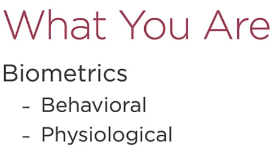 What You Are
Biometrics
– Behavioral
– Physiological